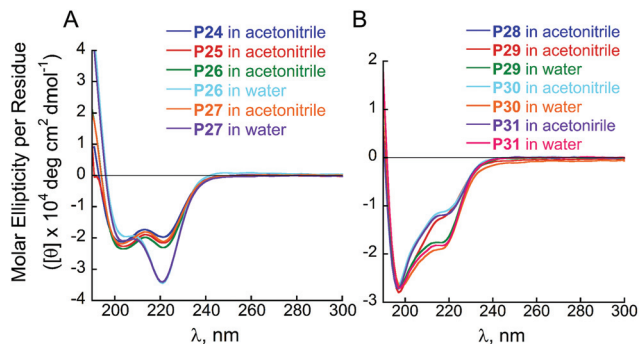 A
B
P24 in acetonitrile
P25 in acetonitrile
P26 in acetonitrile
P26 in water
P27 in acetonitrile
P27 in water
P28 in acetonitrile
P29 in acetonitrile
P29 in water
P30 in acetonitrile
P30 in water
P31 in acetonirile
P31 in water
Molar Ellipticity per Residue
([θ] x 10⁴ deg cm² dmol⁻¹)
4
3
2
1
0
-1
-2
-3
-4
200 220 240 260 280 300
λ, nm
2
1
0
-1
-2
-3
200 220 240 260 280 300
λ, nm